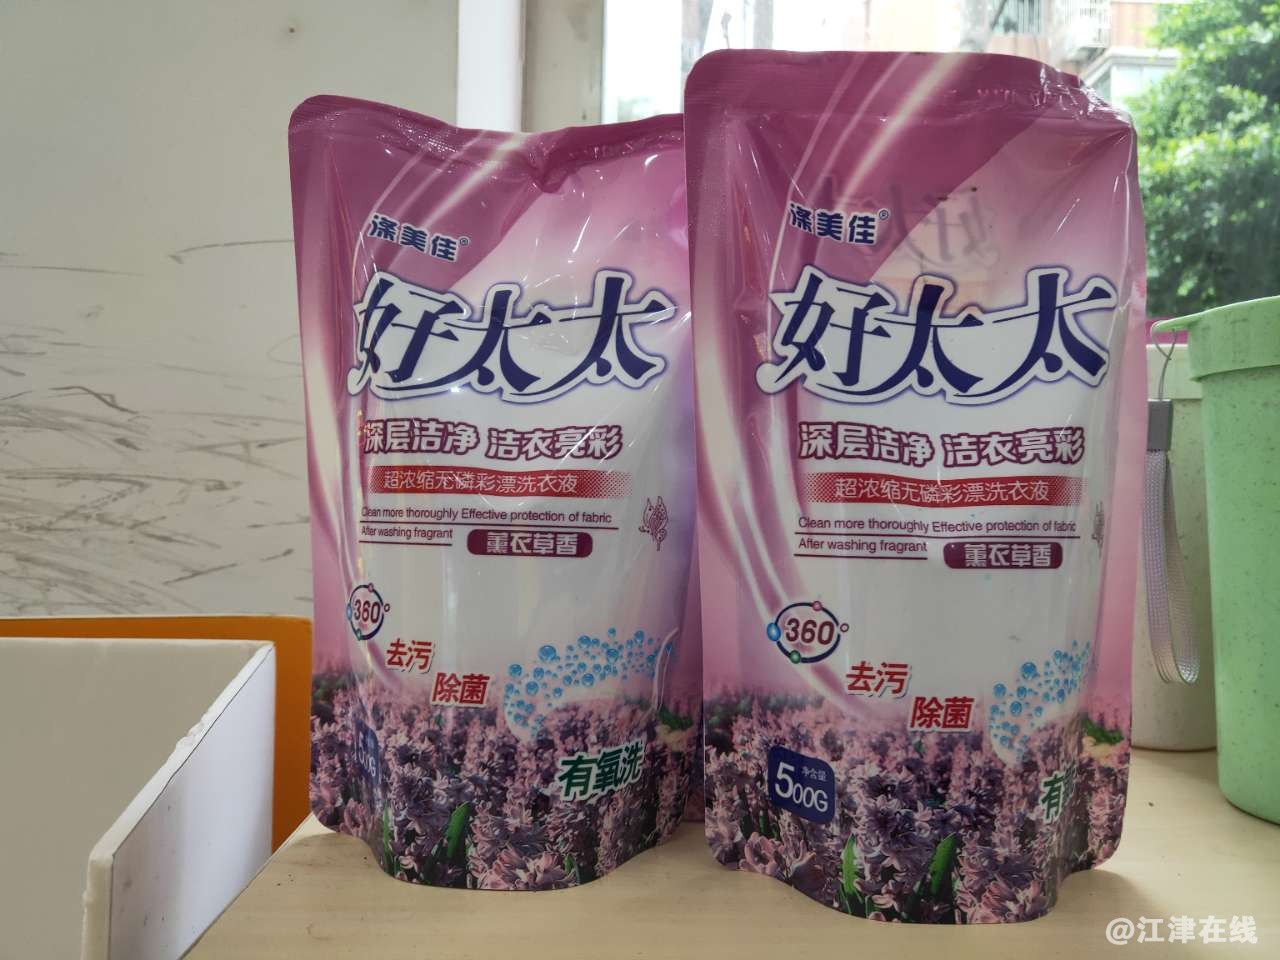 涤美佳®
好太太
深层洁净 洁衣亮彩
超浓缩无磷彩漂洗衣液
Clean more thoroughly Effective protection of fabric
After washing fragrant
薰衣草香
360°
去污
除菌
有氧洗
涤美佳®
好太太
深层洁净 洁衣亮彩
超浓缩无磷彩漂洗衣液
Clean more thoroughly Effective protection of fabric
After washing fragrant
薰衣草香
360°
去污
除菌
净含量
500G
有
@江津在线